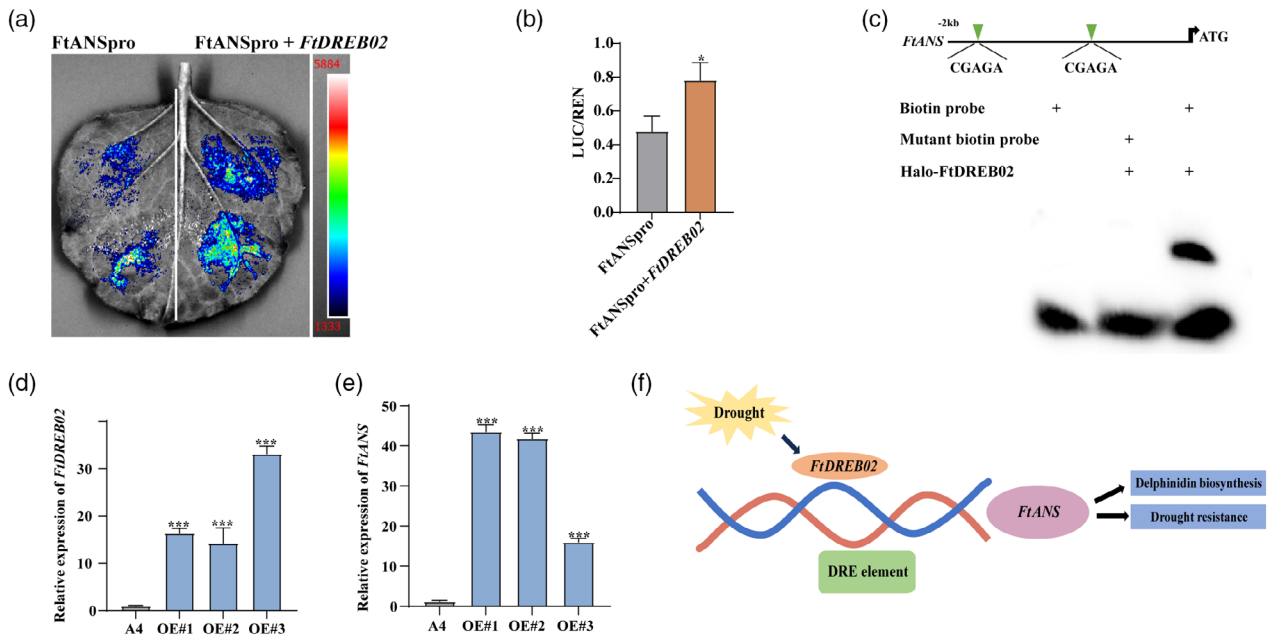 (a)
FtANSpro FtANSpro + FtDREB02
5884
1333
(b)
LUC/REN
1.0
0.8
0.6
0.4
0.2
0.0
*
FtANSpro
FtANSpro+FtDREB02
(c)
-2kb
FtANS
ATG
CGAGA CGAGA
Biotin probe + +
Mutant biotin probe +
Halo-FtDREB02 + +
(d)
Relative expression of FtDREB02
30
20
10
0
*** *** ***
A4 OE#1 OE#2 OE#3
(e)
Relative expression of FtANS
50
40
30
20
10
0
*** *** ***
A4 OE#1 OE#2 OE#3
(f)
Drought
FtDREB02
DRE element
FtANS
Delphinidin biosynthesis
Drought resistance